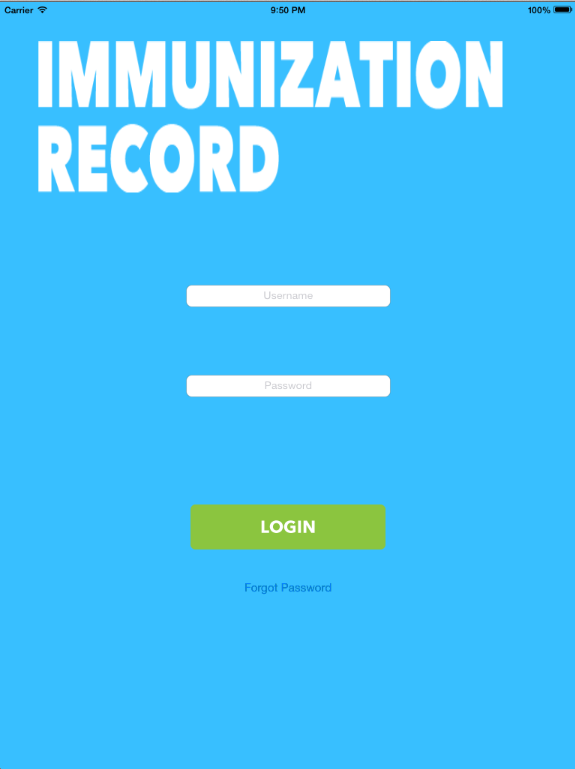 Carrier 9:50 PM 100%
IMMUNIZATION
RECORD
Username
Password
LOGIN
Forgot Password